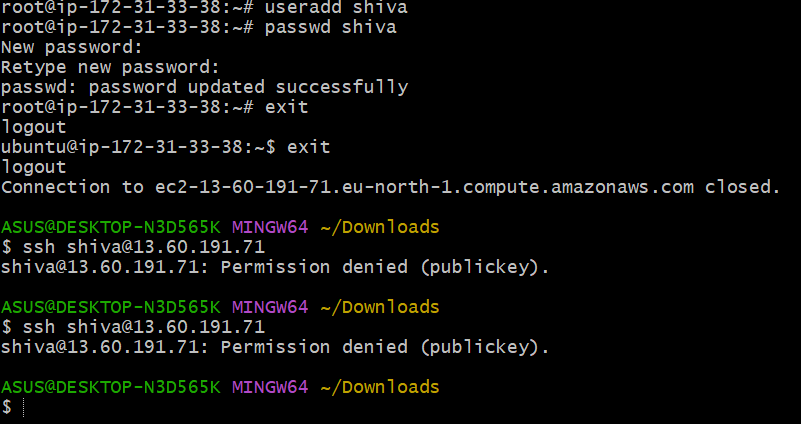 root@ip-172-31-33-38:~# useradd shiva
root@ip-172-31-33-38:~# passwd shiva
New password:
Retype new password:
passwd: password updated successfully
root@ip-172-31-33-38:~# exit
logout
ubuntu@ip-172-31-33-38:~$ exit
logout
Connection to ec2-13-60-191-71.eu-north-1.compute.amazonaws.com closed.
ASUS@DESKTOP-N3D565K MINGW64 ~/Downloads
$ ssh shiva@13.60.191.71
shiva@13.60.191.71: Permission denied (publickey).
ASUS@DESKTOP-N3D565K MINGW64 ~/Downloads
$ ssh shiva@13.60.191.71
shiva@13.60.191.71: Permission denied (publickey).
ASUS@DESKTOP-N3D565K MINGW64 ~/Downloads
$